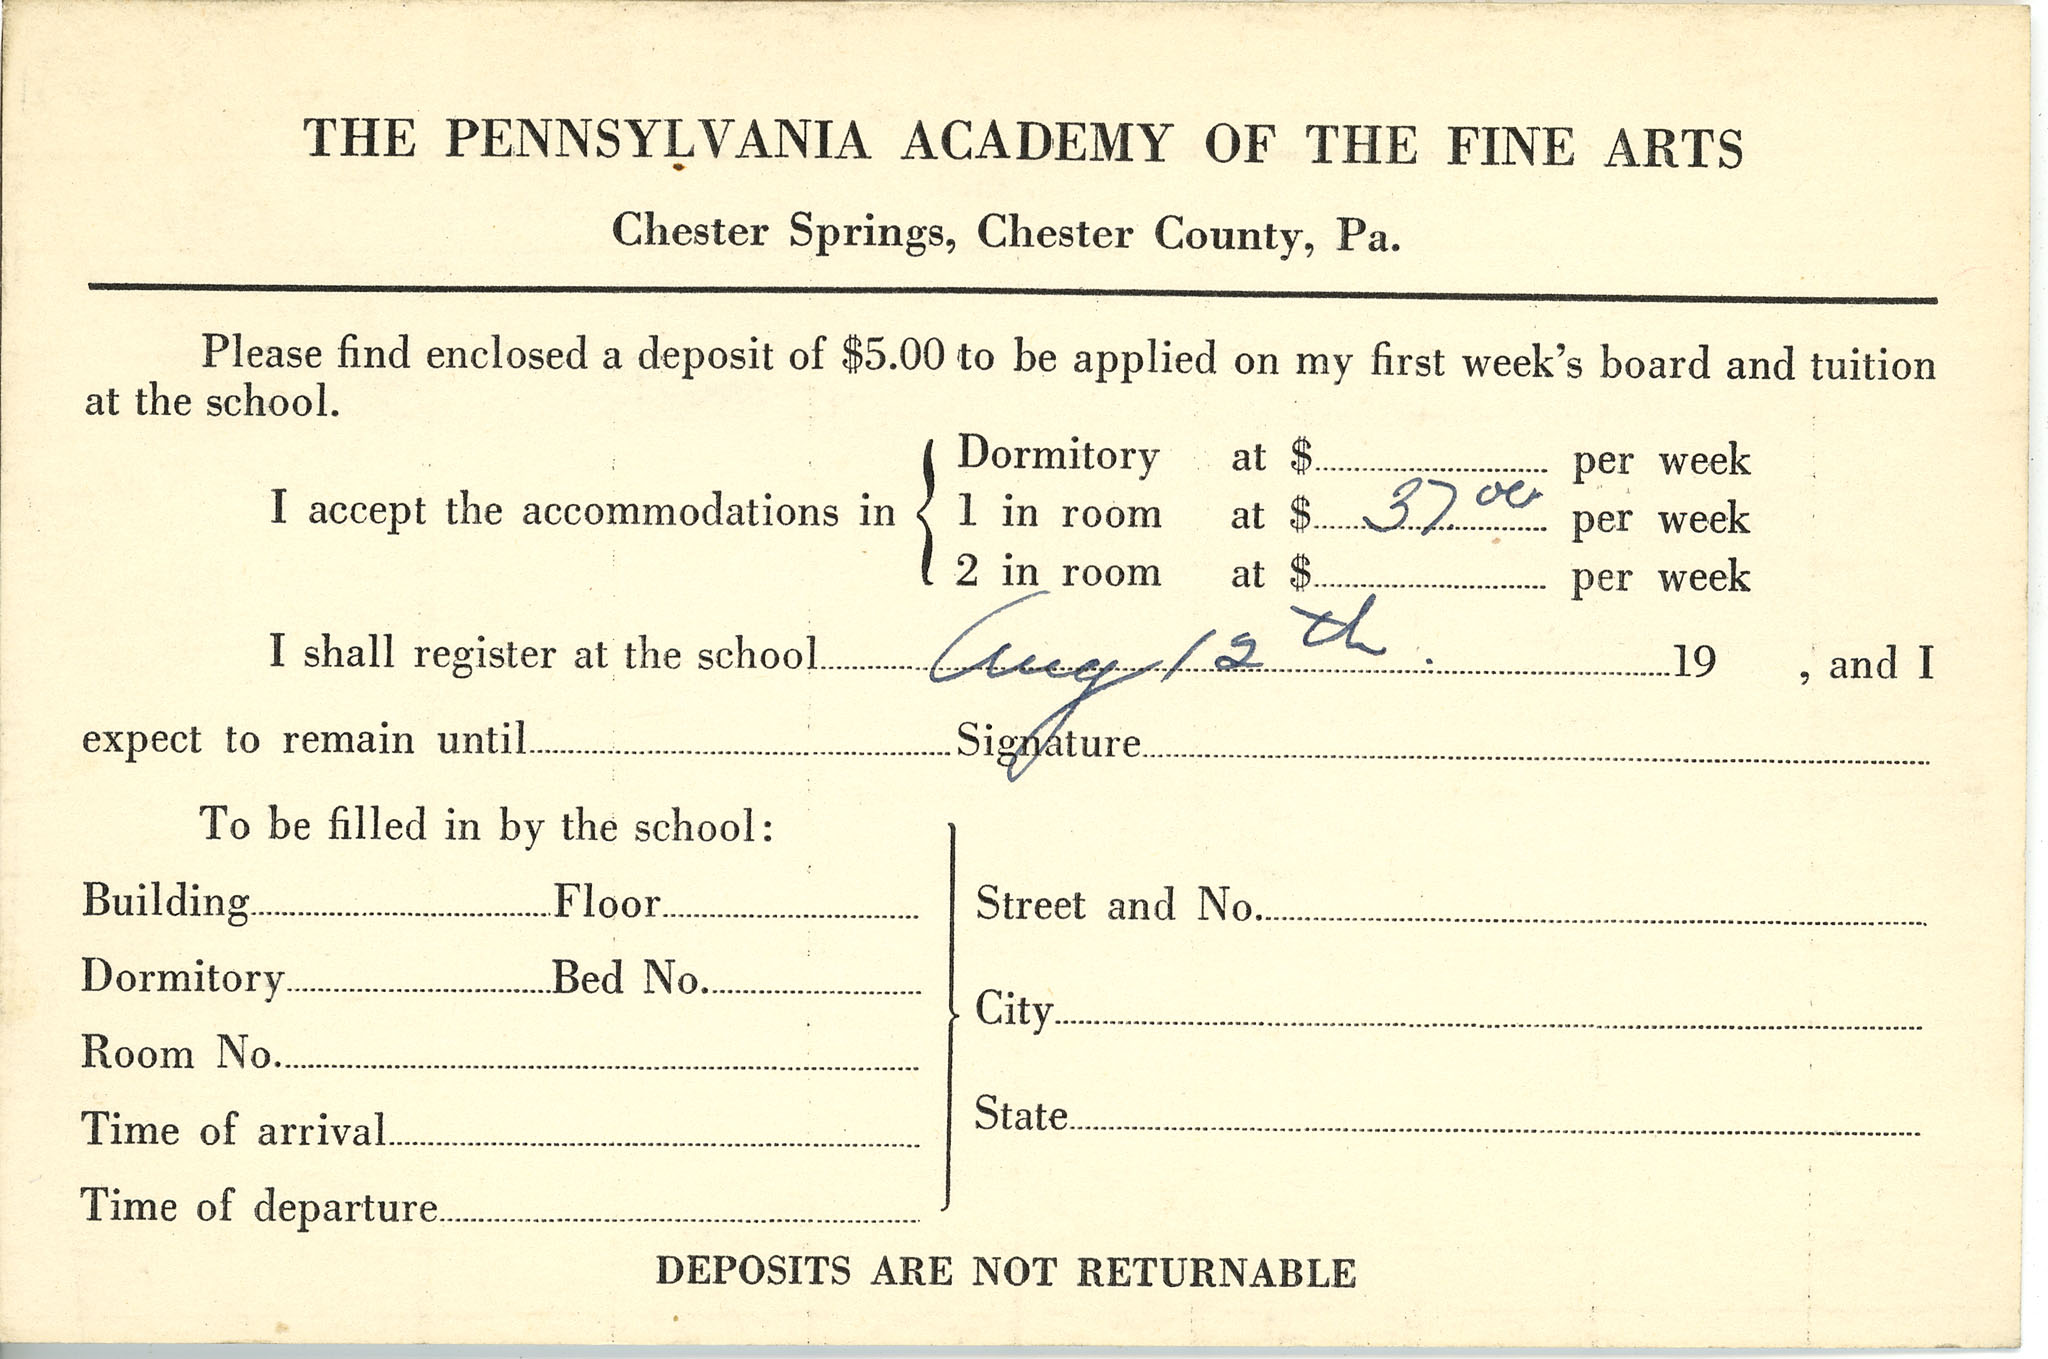 THE PENNSYLVANIA ACADEMY OF THE FINE ARTS
Chester Springs, Chester County, Pa.
Please find enclosed a deposit of $5.00 to be applied on my first week's board and tuition
at the school.
I accept the accommodations in
Dormitory at $ per week
1 in room at $ 37.00 per week
2 in room at $ per week
I shall register at the school Aug 12th. 19 , and I
expect to remain until Signature
To be filled in by the school:
Building Floor
Dormitory Bed No.
Room No.
Time of arrival
Time of departure
Street and No.
City
State
DEPOSITS ARE NOT RETURNABLE